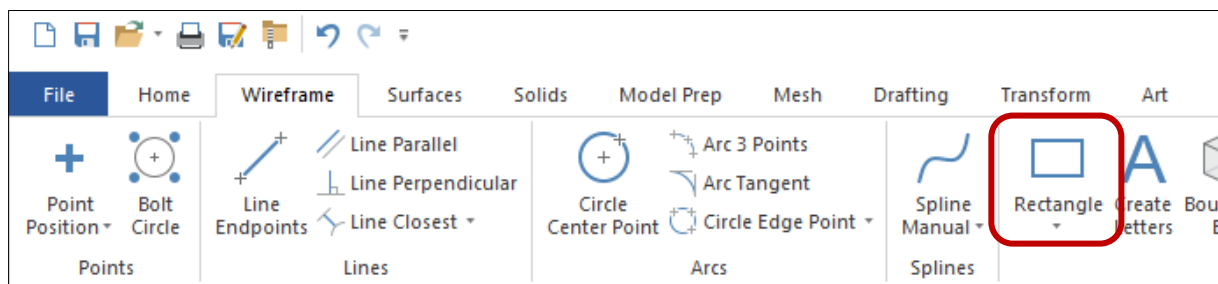 File Home Wireframe Surfaces Solids Model Prep Mesh Drafting Transform Art
Point
Position
Bolt
Circle
Line
Endpoints
Line Parallel
Line Perpendicular
Line Closest
Circle
Center Point
Arc 3 Points
Arc Tangent
Circle Edge Point
Spline
Manual
Rectangle
Create
Letters
Bou
Points Lines Arcs Splines